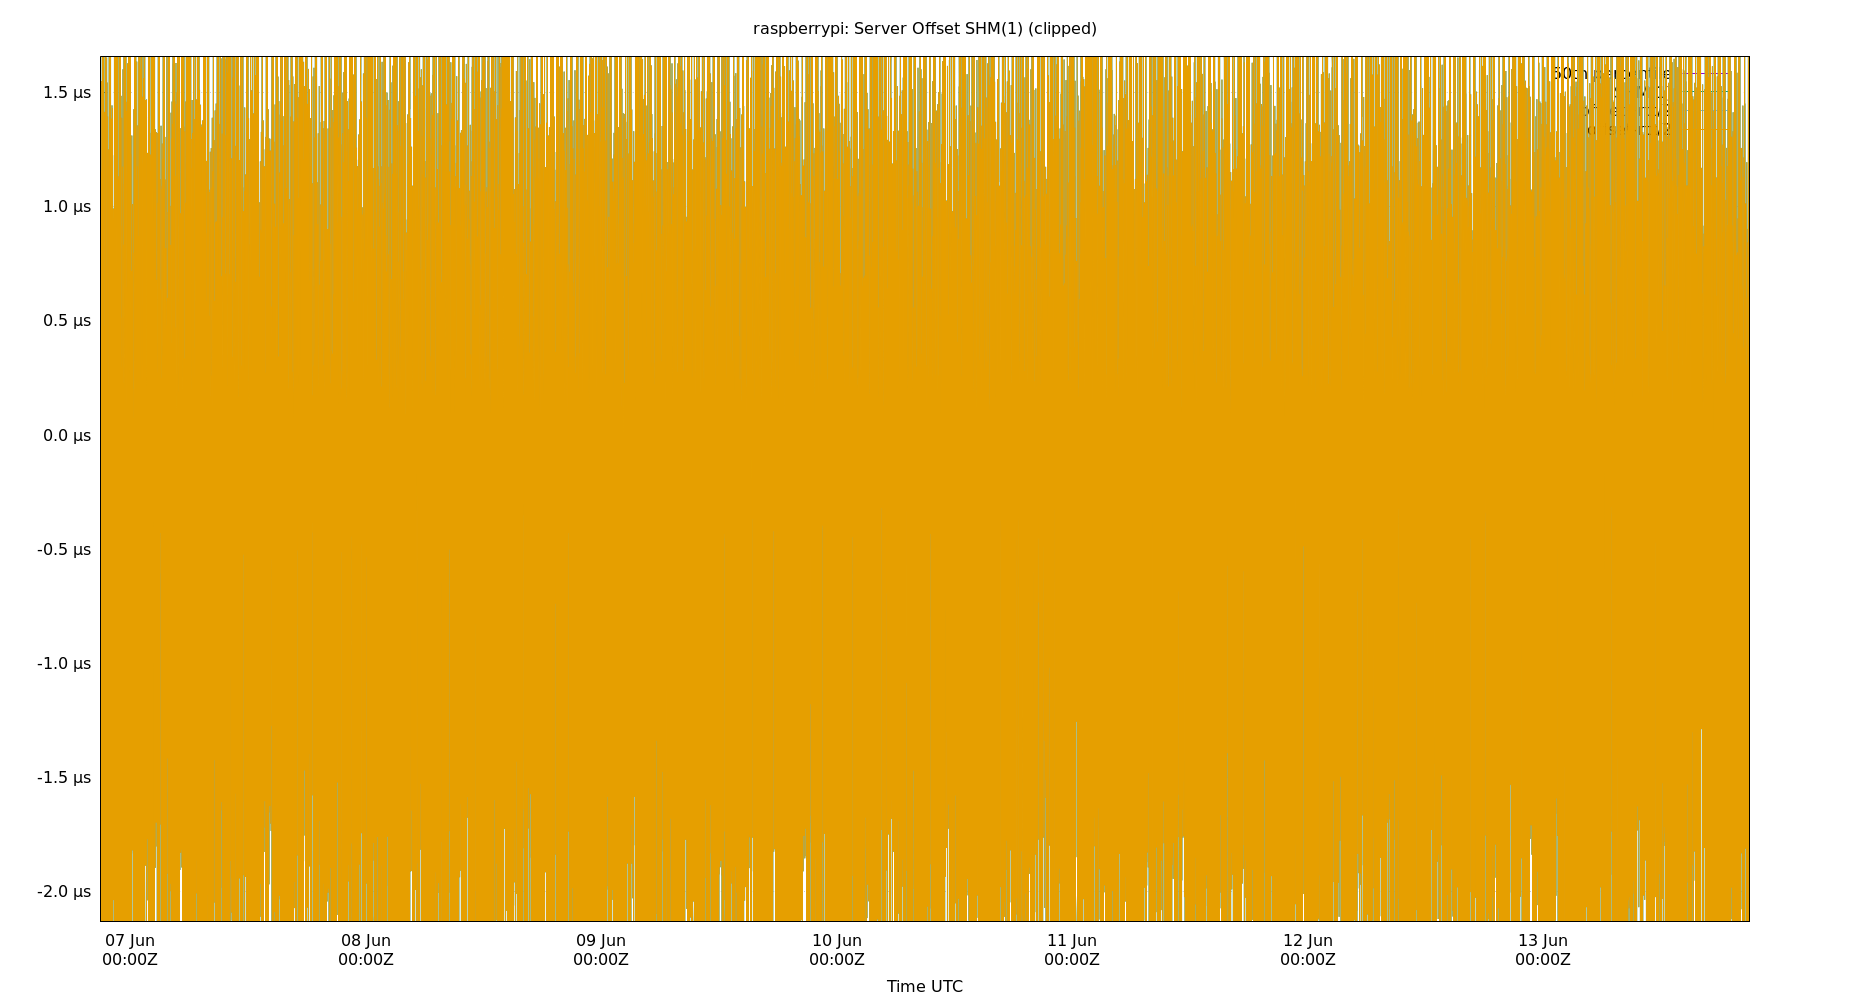 raspberrypi: Server Offset SHM(1) (clipped)
1.5 µs
1.0 µs
0.5 µs
0.0 µs
-0.5 µs
-1.0 µs
-1.5 µs
-2.0 µs
07 Jun 08 Jun 09 Jun 10 Jun 11 Jun 12 Jun 13 Jun
00:00Z 00:00Z 00:00Z 00:00Z 00:00Z 00:00Z 00:00Z
Time UTC